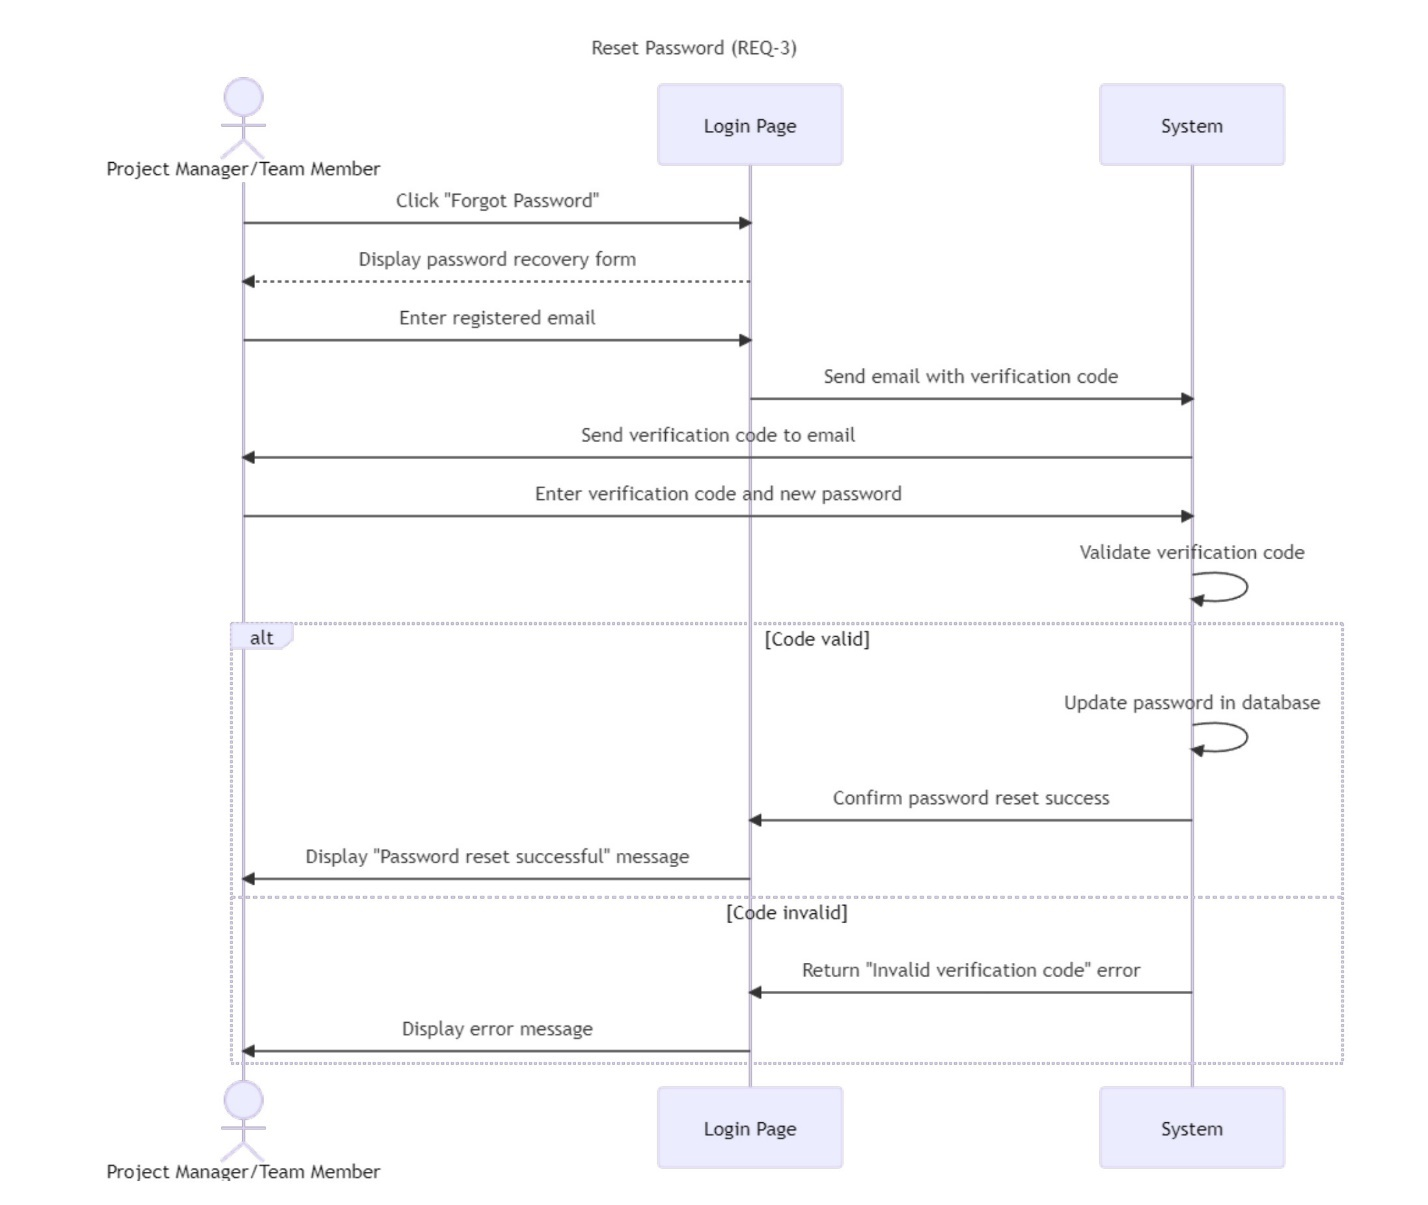 Reset Password (REQ-3)
Project Manager/Team Member
Login Page
System
Click "Forgot Password"
Display password recovery form
Enter registered email
Send email with verification code
Send verification code to email
Enter verification code and new password
Validate verification code
alt
[Code valid]
Update password in database
Confirm password reset success
Display "Password reset successful" message
[Code invalid]
Return "Invalid verification code" error
Display error message
Project Manager/Team Member
Login Page
System